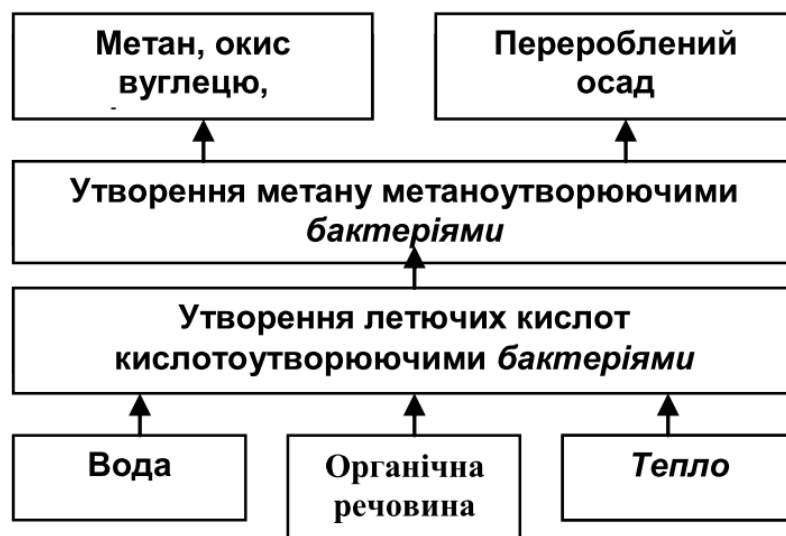 Метан, окис
вуглецю,
Перероблений
осад
Утворення метану метаноутворюючими
бактеріями
Утворення летючих кислот
кислотоутворюючими бактеріями
Вода
Органічна
речовина
Тепло